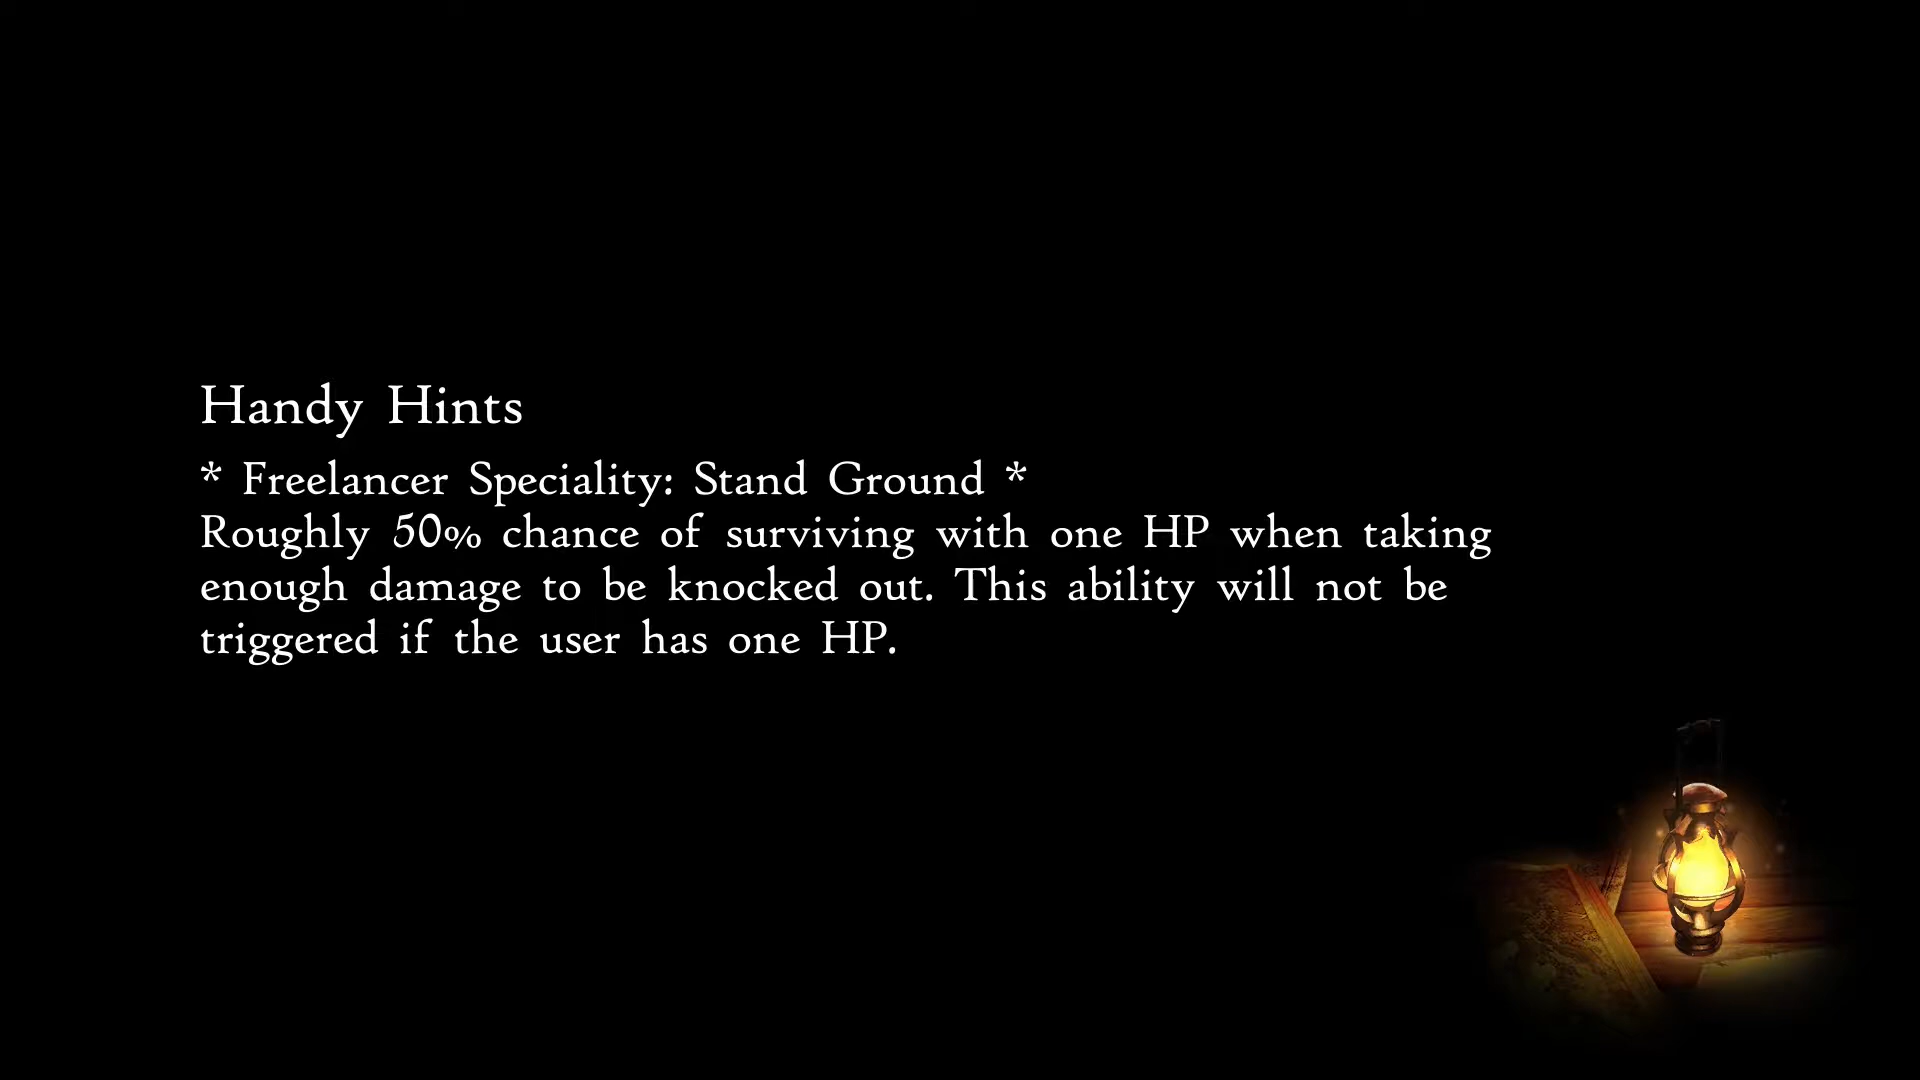 Handy Hints
* Freelancer Speciality: Stand Ground *
Roughly 50% chance of surviving with one HP when taking
enough damage to be knocked out. This ability will not be
triggered if the user has one HP.